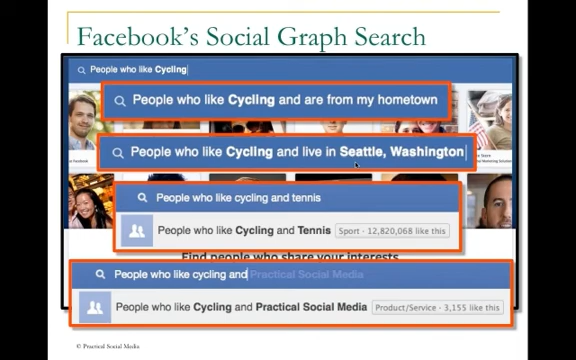 Facebook's Social Graph Search
People who like Cycling
People who like Cycling and are from my hometown
People who like Cycling and live in Seattle, Washington
People who like cycling and tennis
People who like Cycling and Tennis Sport · 12,820,068 like this
Find people who share your interests
People who like cycling and Practical Social Media
People who like Cycling and Practical Social Media Product/Service · 3,155 like this
© Practical Social Media